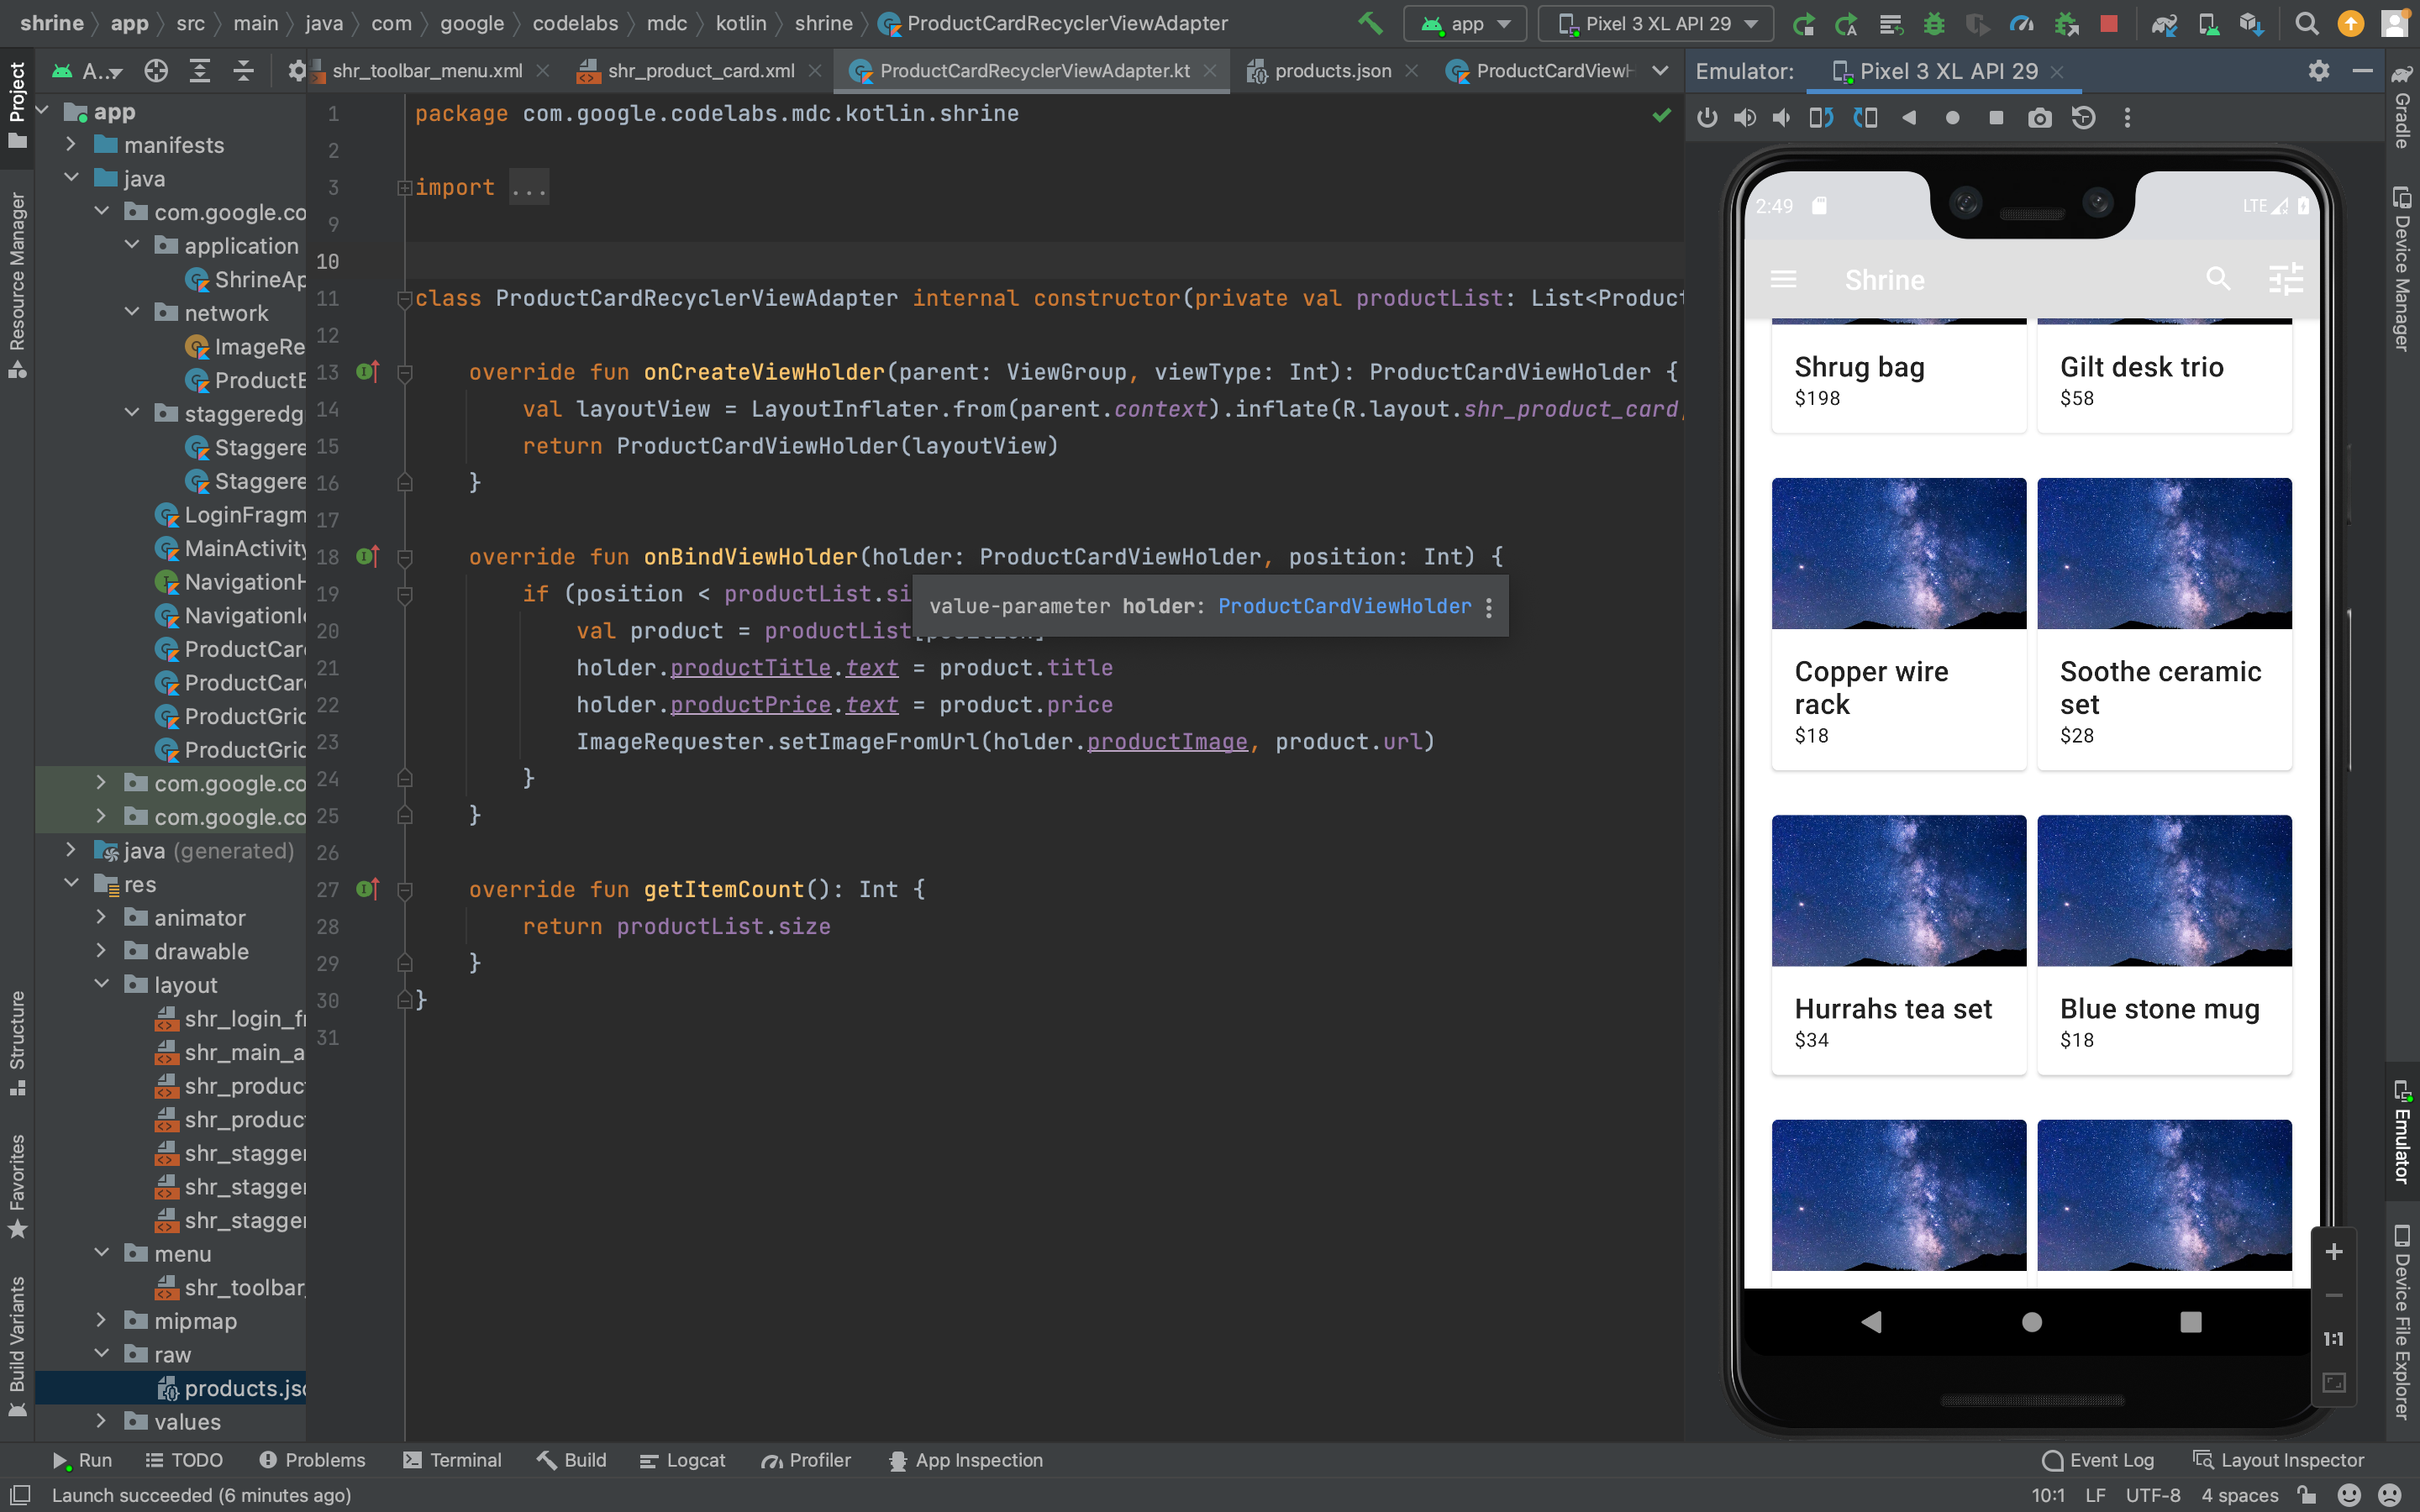 shrine app src main java com google codelabs mdc kotlin shrine ProductCardRecyclerViewAdapter
app Pixel 3 XL API 29
A..
shr_toolbar_menu.xml shr_product_card.xml ProductCardRecyclerViewAdapter.kt products.json ProductCardViewH
Emulator: Pixel 3 XL API 29
Project
Resource Manager
Structure
Favorites
Build Variants
app
manifests
java
com.google.co
application
ShrineAp
network
ImageRe
ProductE
staggeredg
Staggere
Staggere
LoginFragm
MainActivity
NavigationH
NavigationI
ProductCar
ProductCar
ProductGrid
ProductGrid
com.google.co
com.google.co
java (generated)
res
animator
drawable
layout
shr_login_fr
shr_main_a
shr_product
shr_product
shr_stagger
shr_stagger
shr_stagger
menu
shr_toolbar_
mipmap
raw
products.jso
values
1 package com.google.codelabs.mdc.kotlin.shrine
2
3 import ...
9
10
11 class ProductCardRecyclerViewAdapter internal constructor(private val productList: List<Product
12
13 override fun onCreateViewHolder(parent: ViewGroup, viewType: Int): ProductCardViewHolder {
14 val layoutView = LayoutInflater.from(parent.context).inflate(R.layout.shr_product_card,
15 return ProductCardViewHolder(layoutView)
16 }
17
18 override fun onBindViewHolder(holder: ProductCardViewHolder, position: Int) {
19 if (position < productList.si
value-parameter holder: ProductCardViewHolder
20 val product = productList[position]
21 holder.productTitle.text = product.title
22 holder.productPrice.text = product.price
23 ImageRequester.setImageFromUrl(holder.productImage, product.url)
24 }
25 }
26
27 override fun getItemCount(): Int {
28 return productList.size
29 }
30 }
31
2:49 LTE
Shrine
Shrug bag
$198
Gilt desk trio
$58
Copper wire
rack
$18
Soothe ceramic
set
$28
Hurrahs tea set
$34
Blue stone mug
$18
1:1
Gradle
Device Manager
Emulator
Device File Explorer
Run TODO Problems Terminal Build Logcat Profiler App Inspection Event Log Layout Inspector
Launch succeeded (6 minutes ago) 10:1 LF UTF-8 4 spaces